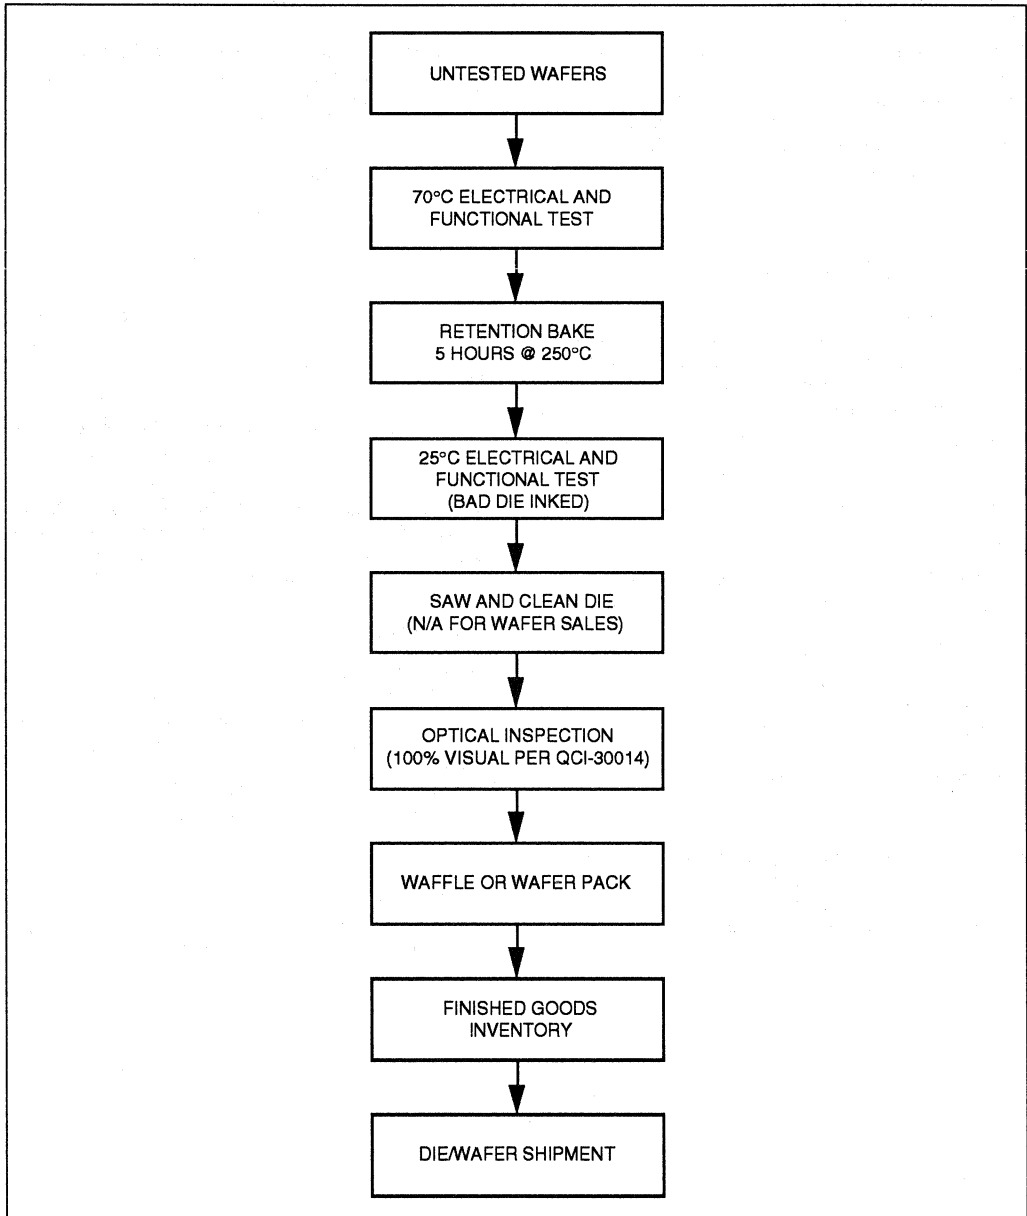 UNTESTED WAFERS
70°C ELECTRICAL AND
FUNCTIONAL TEST
RETENTION BAKE
5 HOURS @ 250°C
25°C ELECTRICAL AND
FUNCTIONAL TEST
(BAD DIE INKED)
SAW AND CLEAN DIE
(N/A FOR WAFER SALES)
OPTICAL INSPECTION
(100% VISUAL PER QCI-30014)
WAFFLE OR WAFER PACK
FINISHED GOODS
INVENTORY
DIE/WAFER SHIPMENT